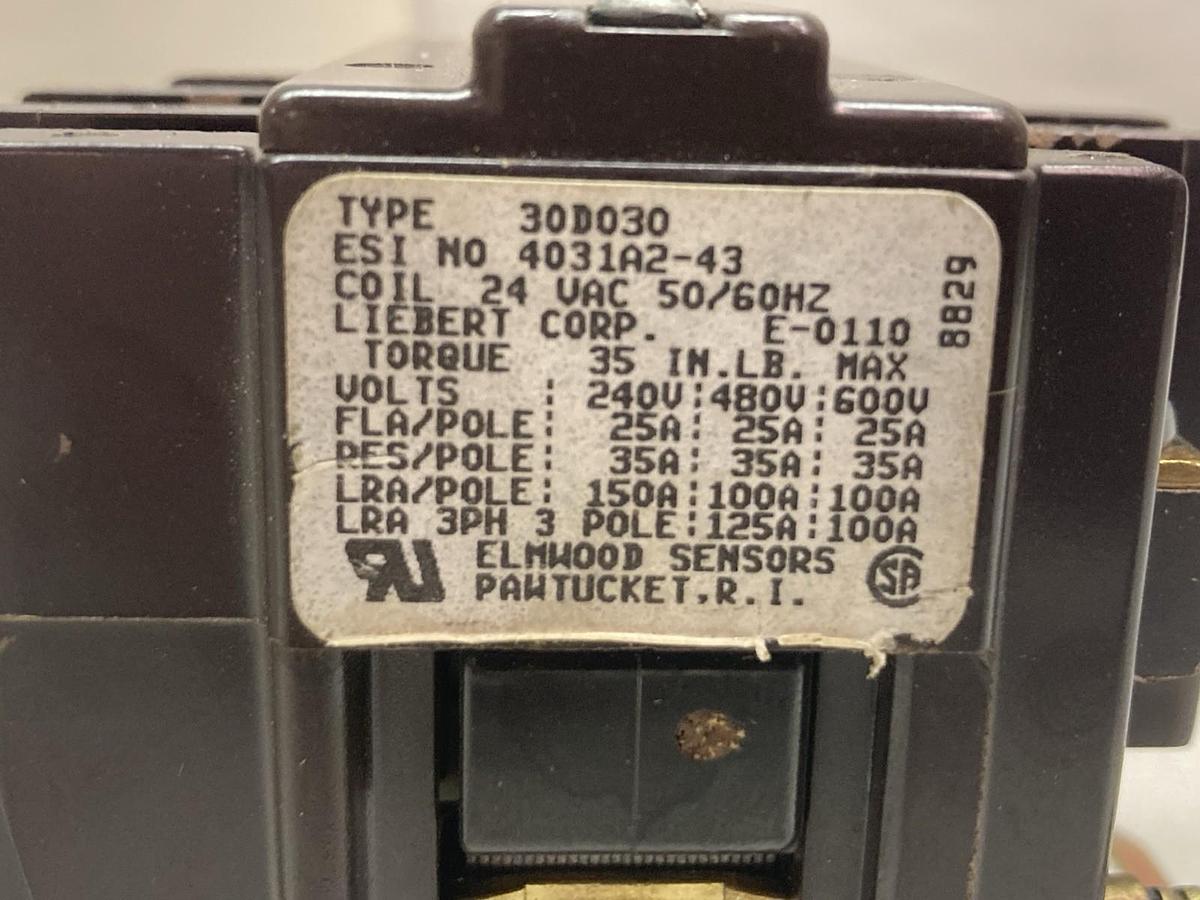 TYPE 30D030
ESI NO 4031A2-43
COIL 24 VAC 50/60HZ
LIEBERT CORP. E-0110
TORQUE 35 IN.LB. MAX
VOLTS : 240V:480V:600V
FLA/POLE: 25A: 25A: 25A
RES/POLE: 35A: 35A: 35A
LRA/POLE: 150A:100A:100A
LRA 3PH 3 POLE:125A:100A
ELMWOOD SENSORS
PAWTUCKET,R.I.
8829
UR
SA